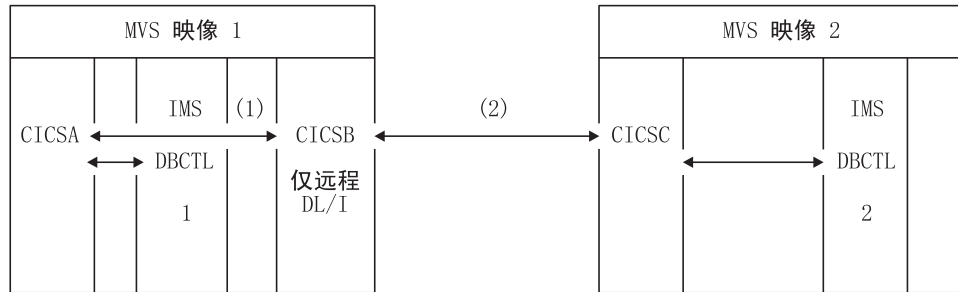 MVS 映像 1
MVS 映像 2
IMS
(1)
(2)
IMS
CICSA
CICSB
CICSC
DBCTL
仅远程
DL/I
DBCTL
1
2